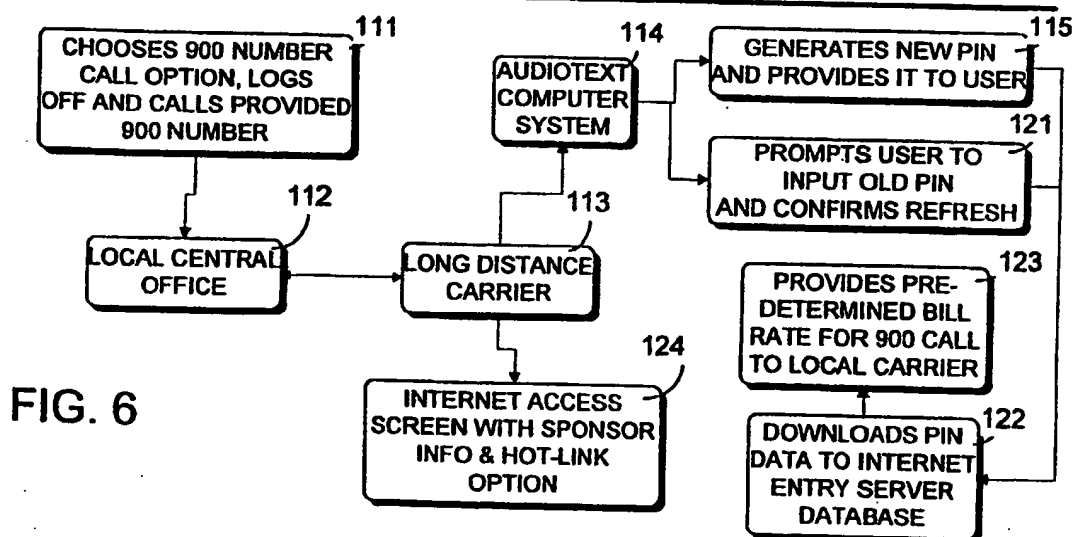 111
CHOOSES 900 NUMBER
CALL OPTION, LOGS
OFF AND CALLS PROVIDED
900 NUMBER
112
LOCAL CENTRAL
OFFICE
113
LONG DISTANCE
CARRIER
114
AUDIOTEXT
COMPUTER
SYSTEM
115
GENERATES NEW PIN
AND PROVIDES IT TO USER
121
PROMPTS USER TO
INPUT OLD PIN
AND CONFIRMS REFRESH
123
PROVIDES PRE-
DETERMINED BILL
RATE FOR 900 CALL
TO LOCAL CARRIER
122
DOWNLOADS PIN
DATA TO INTERNET
ENTRY SERVER
DATABASE
124
INTERNET ACCESS
SCREEN WITH SPONSOR
INFO & HOT-LINK
OPTION
FIG. 6